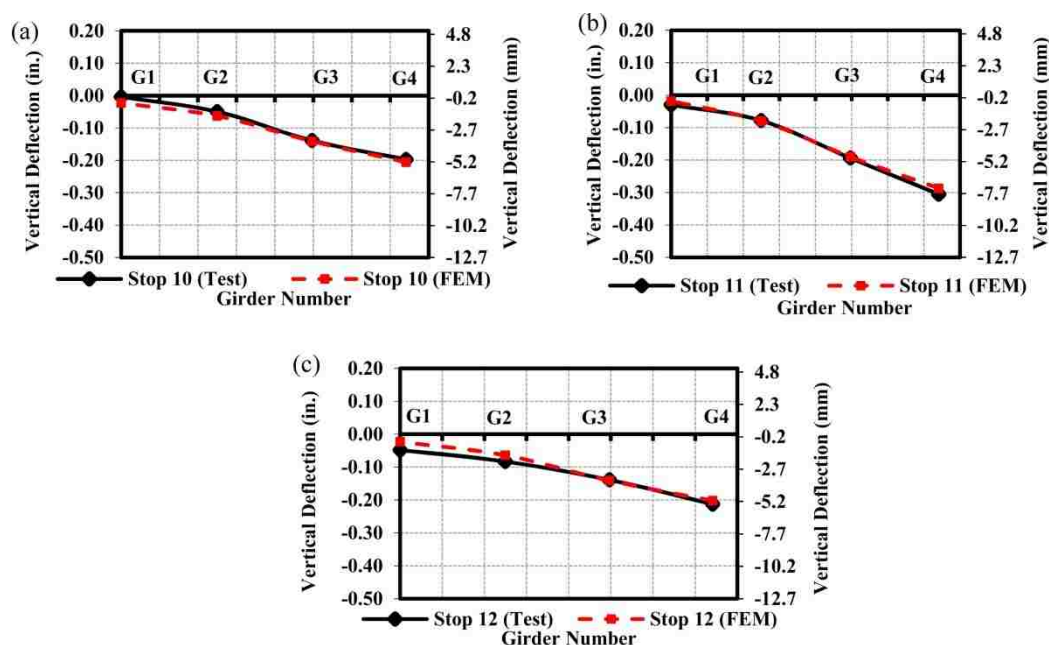 (a)
Vertical Deflection (in.)
0.20
0.10
0.00
-0.10
-0.20
-0.30
-0.40
-0.50
G1 G2 G3 G4
4.8
2.3
-0.2
-2.7
-5.2
-7.7
-10.2
-12.7
Vertical Deflection (mm)
Stop 10 (Test) Stop 10 (FEM)
Girder Number
(b)
Vertical Deflection (in.)
0.20
0.10
0.00
-0.10
-0.20
-0.30
-0.40
-0.50
G1 G2 G3 G4
4.8
2.3
-0.2
-2.7
-5.2
-7.7
-10.2
-12.7
Vertical Deflection (mm)
Stop 11 (Test) Stop 11 (FEM)
Girder Number
(c)
Vertical Deflection (in.)
0.20
0.10
0.00
-0.10
-0.20
-0.30
-0.40
-0.50
G1 G2 G3 G4
4.8
2.3
-0.2
-2.7
-5.2
-7.7
-10.2
-12.7
Vertical Deflection (mm)
Stop 12 (Test) Stop 12 (FEM)
Girder Number